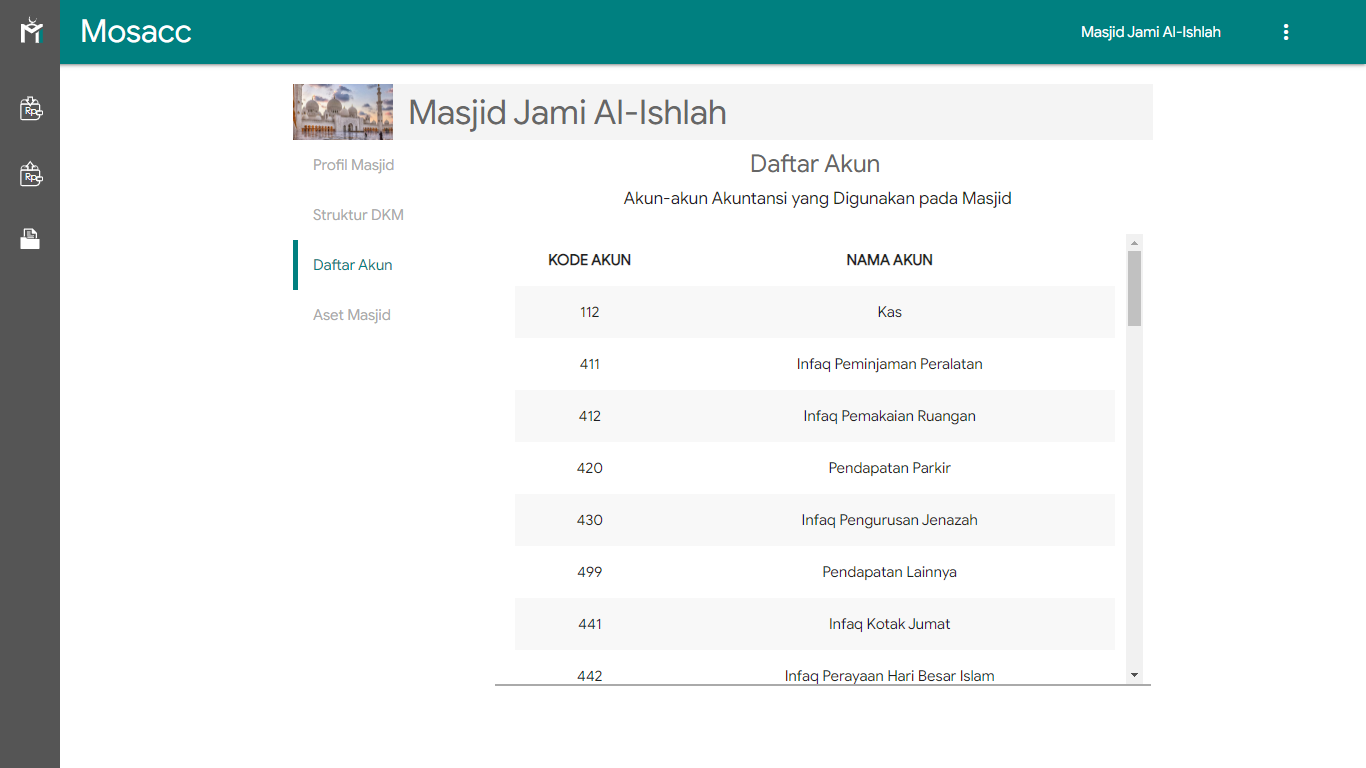 Mosacc
Masjid Jami Al-Ishlah
Rp
Rp
Masjid Jami Al-Ishlah
Profil Masjid
Struktur DKM
Daftar Akun
Aset Masjid
Daftar Akun
Akun-akun Akuntansi yang Digunakan pada Masjid
KODE AKUN NAMA AKUN
112 Kas
411 Infaq Peminjaman Peralatan
412 Infaq Pemakaian Ruangan
420 Pendapatan Parkir
430 Infaq Pengurusan Jenazah
499 Pendapatan Lainnya
441 Infaq Kotak Jumat
442 Infaq Perayaan Hari Besar Islam